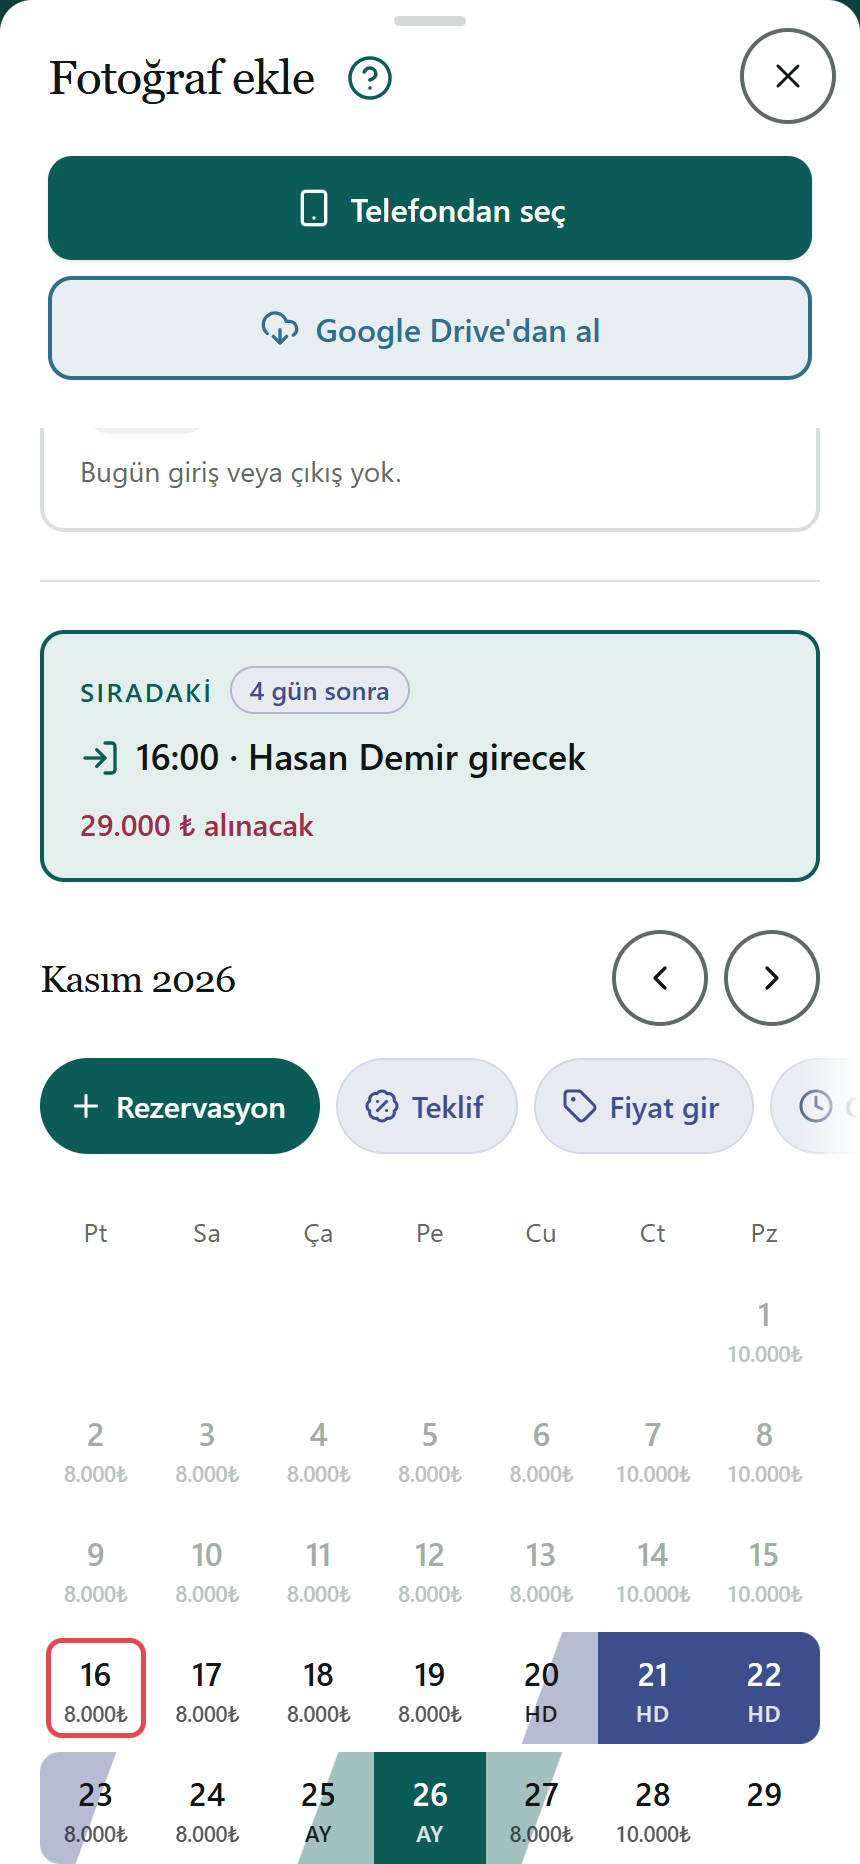 Fotoğraf ekle
Telefondan seç
Google Drive'dan al
Bugün giriş veya çıkış yok.
SIRADAKİ 4 gün sonra
16:00 · Hasan Demir girecek
29.000 ₺ alınacak
Kasım 2026
Rezervasyon Teklif Fiyat gir
Pt Sa Ça Pe Cu Ct Pz
1
10.000₺
2 3 4 5 6 7 8
8.000₺ 8.000₺ 8.000₺ 8.000₺ 8.000₺ 10.000₺ 10.000₺
9 10 11 12 13 14 15
8.000₺ 8.000₺ 8.000₺ 8.000₺ 8.000₺ 10.000₺ 10.000₺
16 17 18 19 20 21 22
8.000₺ 8.000₺ 8.000₺ 8.000₺ HD HD HD
23 24 25 26 27 28 29
8.000₺ 8.000₺ AY AY 8.000₺ 10.000₺